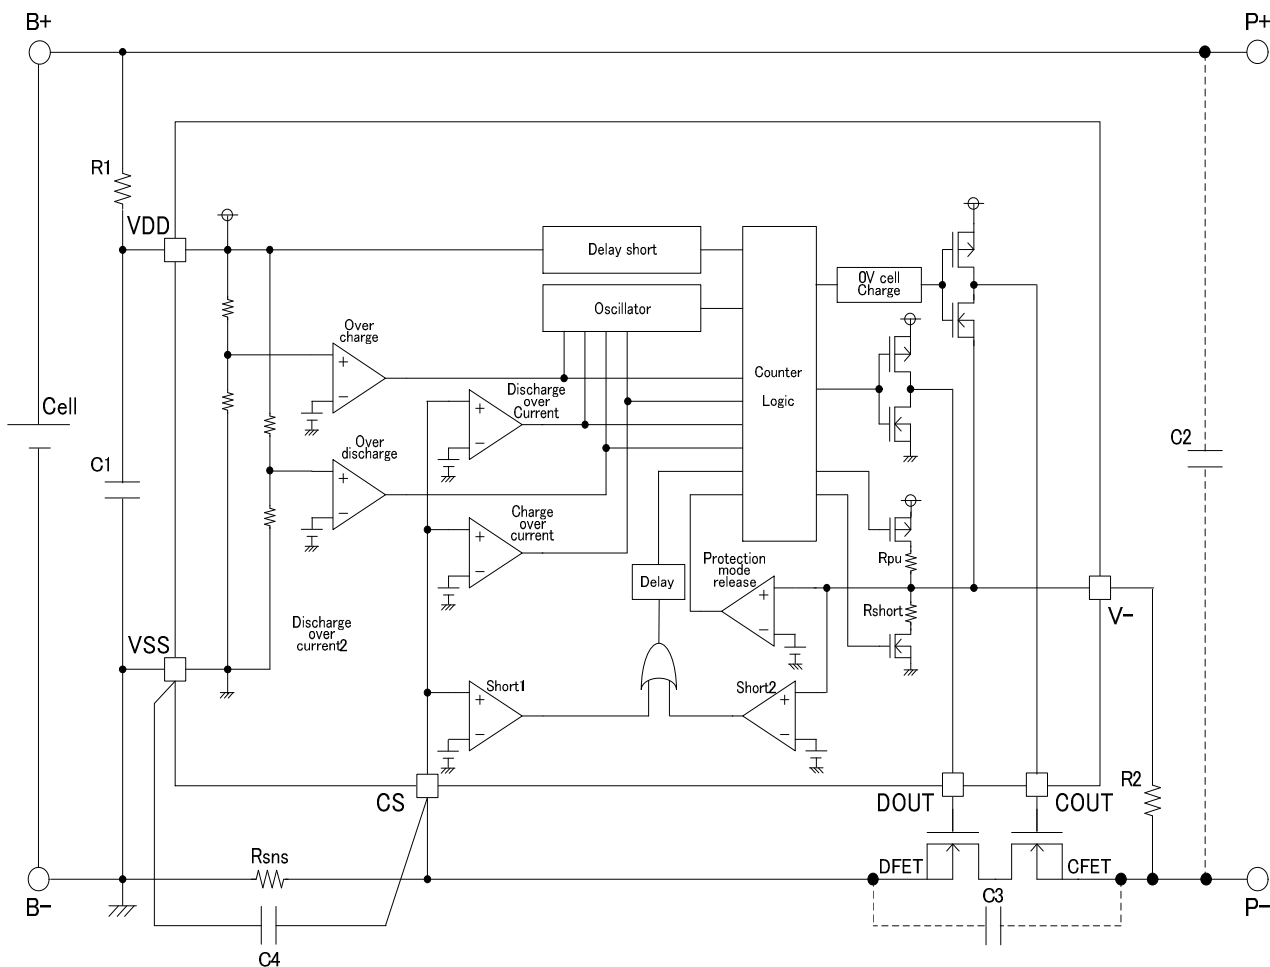 B+
P+
R1
VDD
Delay short
0V cell
Charge
Oscillator
Over
charge
+
−
Discharge
over
Current
+
−
Counter
Logic
Cell
C1
C2
Over
discharge
+
−
Charge
over
current
+
−
Rpu
Protection
mode
release
+
−
Delay
Rshort
V−
Discharge
over
current2
VSS
Short1
+
−
Short2
+
−
CS
DOUT
COUT
R2
Rsns
DFET
CFET
B−
P−
C3
C4